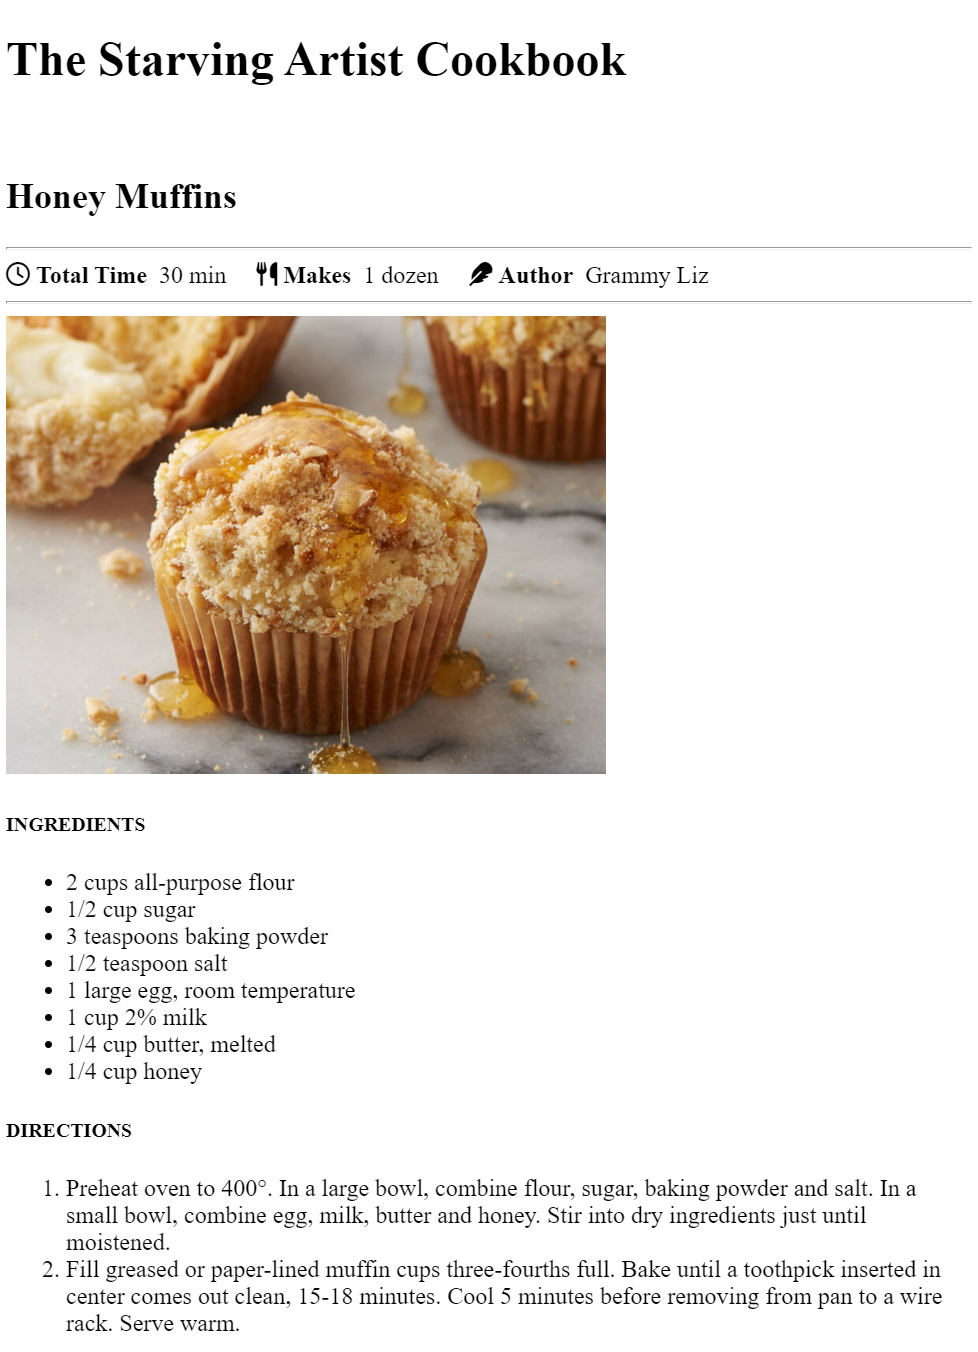 The Starving Artist Cookbook
Honey Muffins
Total Time 30 min Makes 1 dozen Author Grammy Liz
INGREDIENTS
• 2 cups all-purpose flour
• 1/2 cup sugar
• 3 teaspoons baking powder
• 1/2 teaspoon salt
• 1 large egg, room temperature
• 1 cup 2% milk
• 1/4 cup butter, melted
• 1/4 cup honey
DIRECTIONS
1. Preheat oven to 400°. In a large bowl, combine flour, sugar, baking powder and salt. In a
small bowl, combine egg, milk, butter and honey. Stir into dry ingredients just until
moistened.
2. Fill greased or paper-lined muffin cups three-fourths full. Bake until a toothpick inserted in
center comes out clean, 15-18 minutes. Cool 5 minutes before removing from pan to a wire
rack. Serve warm.